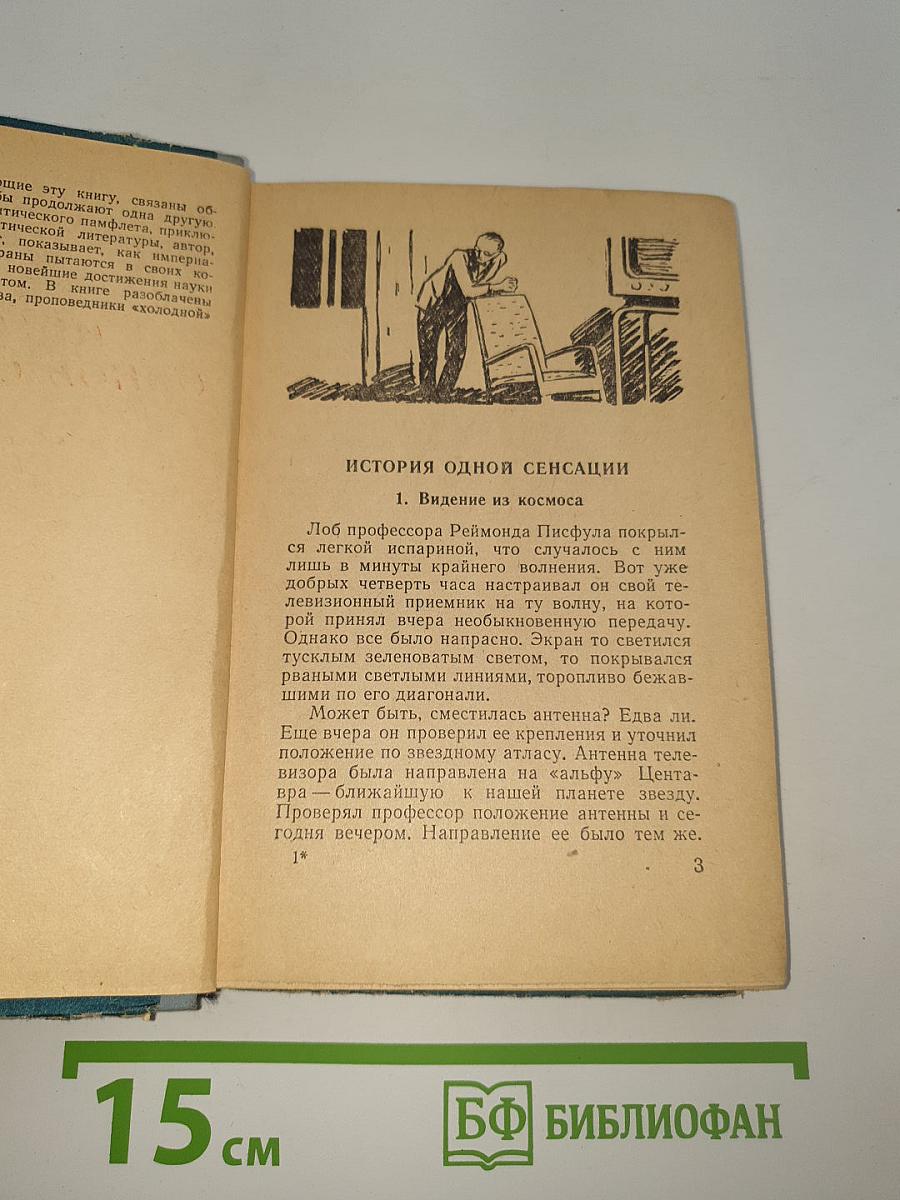 ющие эту книгу, связаны об-
бы продолжают одна другую.
итического памфлета, приклю-
тической литературы, автор,
, показывает, как империа-
раны пытаются в своих ко-
новейшие достижения науки
том. В книге разоблачены
ва, проповедники «холодной»
ИСТОРИЯ ОДНОЙ СЕНСАЦИИ
1. Видение из космоса
Лоб профессора Реймонда Писфула покрыл-
ся легкой испариной, что случалось с ним
лишь в минуты крайнего волнения. Вот уже
добрых четверть часа настраивал он свой те-
левизионный приемник на ту волну, на кото-
рой принял вчера необыкновенную передачу.
Однако все было напрасно. Экран то светился
тусклым зеленоватым светом, то покрывался
рваными светлыми линиями, торопливо бежав-
шими по его диагонали.
Может быть, сместилась антенна? Едва ли.
Еще вчера он проверил ее крепления и уточнил
положение по звездному атласу. Антенна теле-
визора была направлена на «альфу» Цента-
вра — ближайшую к нашей планете звезду.
Проверял профессор положение антенны и се-
годня вечером. Направление ее было тем же.
1*
3
15 см
БФ БИБЛИОФАН